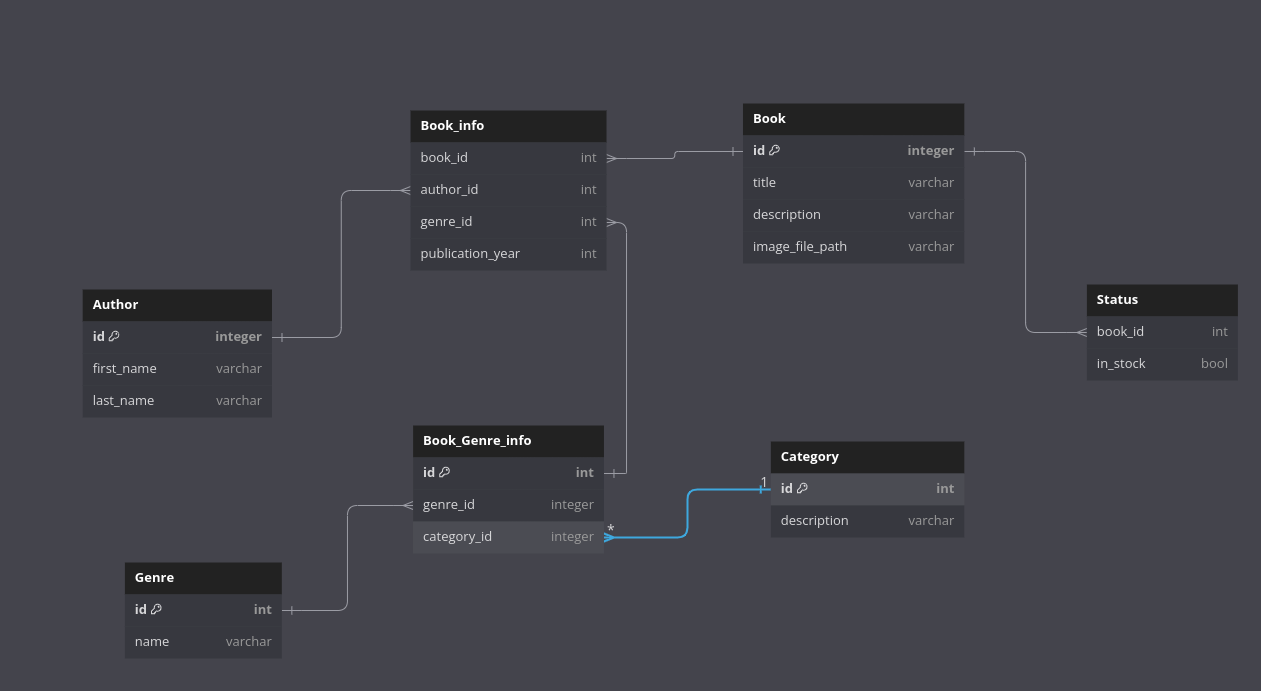 Book_info
book_id int
author_id int
genre_id int
publication_year int
Book
id integer
title varchar
description varchar
image_file_path varchar
Author
id integer
first_name varchar
last_name varchar
Status
book_id int
in_stock bool
Book_Genre_info
id int
genre_id integer
category_id integer
*
1
Category
id int
description varchar
Genre
id int
name varchar